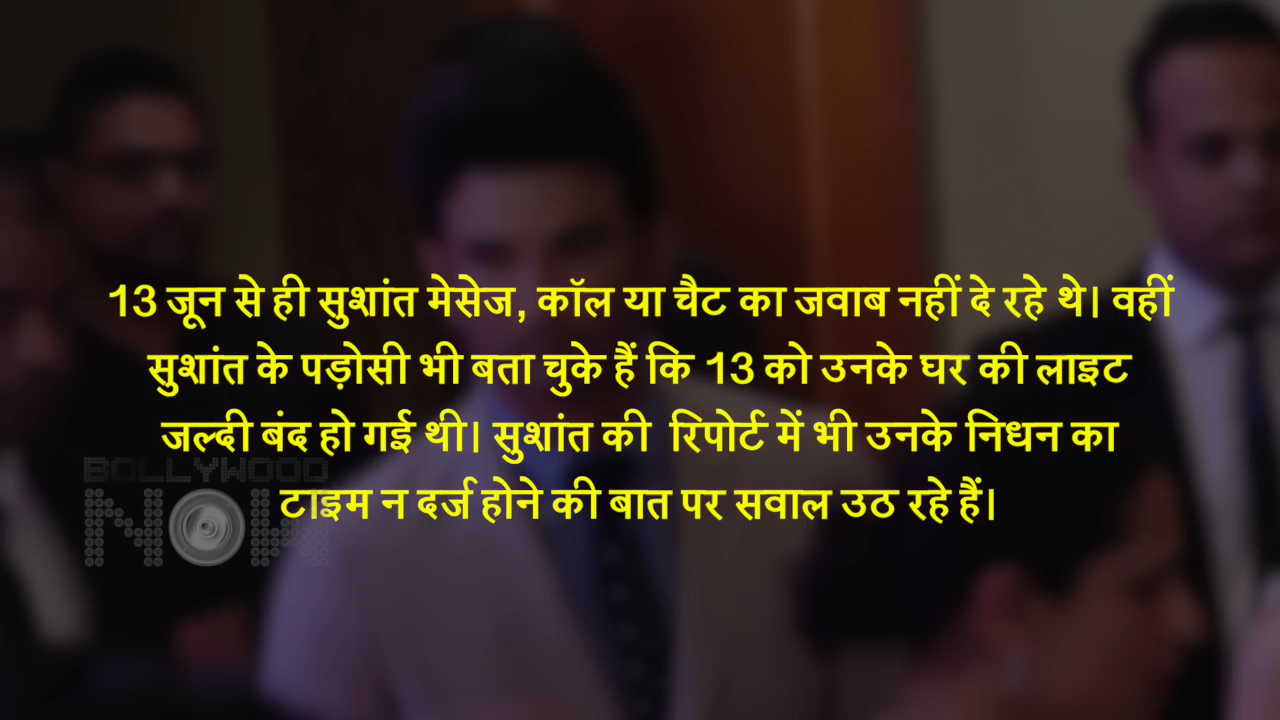 13 जून से ही सुशांत मेसेज, कॉल या चैट का जवाब नहीं दे रहे थे। वहीं
सुशांत के पड़ोसी भी बता चुके हैं कि 13 को उनके घर की लाइट
जल्दी बंद हो गई थी। सुशांत की  रिपोर्ट में भी उनके निधन का
टाइम न दर्ज होने की बात पर सवाल उठ रहे हैं।
BOLLYWOOD
NOW